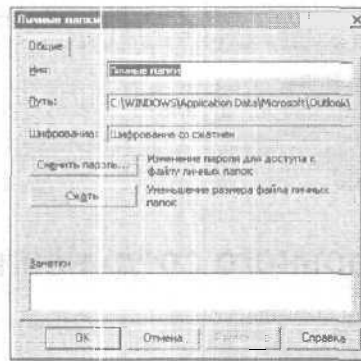 Личные папки
Общие
Имя: Личные папки
Путь: C:\WINDOWS\Application Data\Microsoft\Outlook\
Шифрование: Шифрование со сжатием
Сменить пароль... Изменение пароля для доступа к
файлу личных папок
Сжать Уменьшение размера файла личных
папок
Заметки
OK Отмена Справка